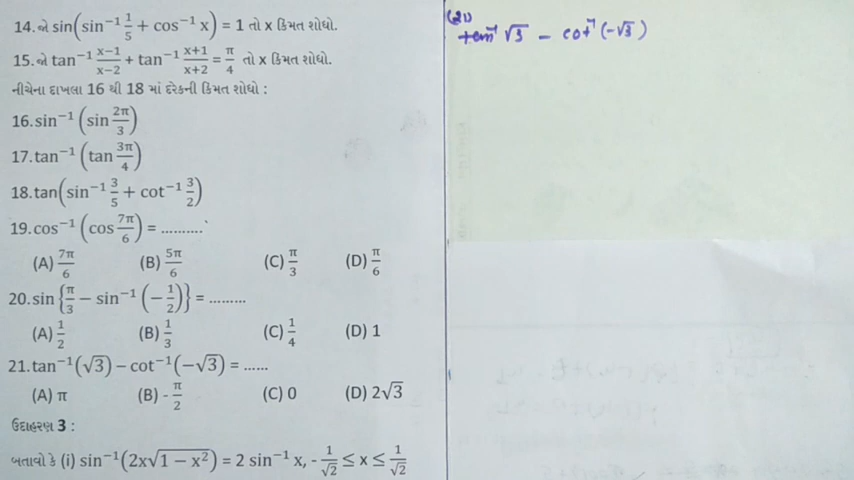 14.જો sin(sin⁻¹ 1/5 + cos⁻¹ x) = 1 તો x કિંમત શોધો.
15.જો tan⁻¹ (x−1)/(x−2) + tan⁻¹ (x+1)/(x+2) = π/4 તો x કિંમત શોધો.
નીચેના દાખલા 16 થી 18 માં દરેકની કિંમત શોધો :
16.sin⁻¹ (sin 2π/3)
17.tan⁻¹ (tan 3π/4)
18.tan(sin⁻¹ 3/5 + cot⁻¹ 3/2)
19.cos⁻¹ (cos 7π/6) = ..........
(A) 7π/6 (B) 5π/6 (C) π/3 (D) π/6
20.sin {π/3 − sin⁻¹ (−1/2)} = .........
(A) 1/2 (B) 1/3 (C) 1/4 (D) 1
21.tan⁻¹(√3) − cot⁻¹(−√3) = ......
(A) π (B) -π/2 (C) 0 (D) 2√3
ઉદાહરણ 3 :
બતાવો કે (i) sin⁻¹(2x√(1 − x²)) = 2 sin⁻¹ x, -1/√2 ≤ x ≤ 1/√2
(21)
tan⁻¹ √3 − cot⁻¹ (−√3)